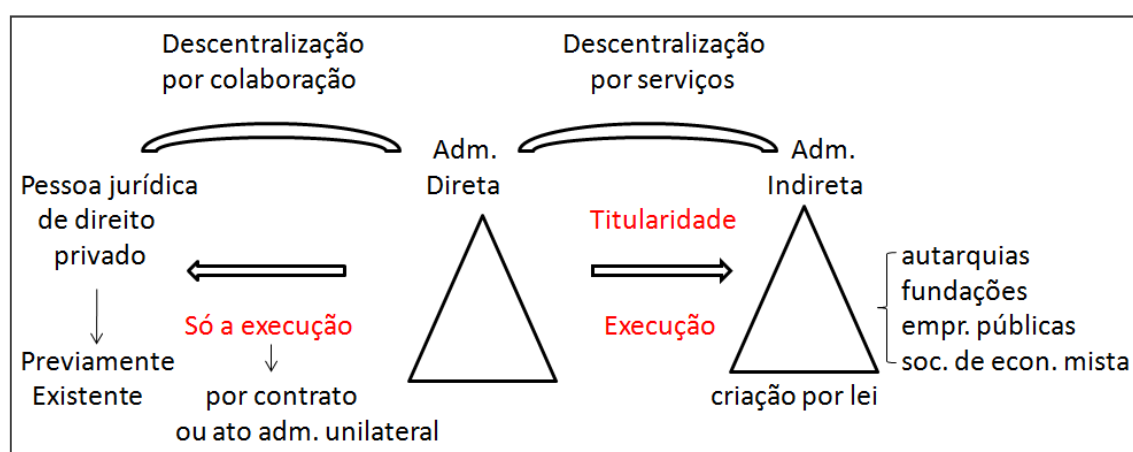 Descentralização
por colaboração
Descentralização
por serviços
Pessoa jurídica
de direito
privado
Adm.
Direta
Adm.
Indireta
Titularidade
Só a execução
Execução
autarquias
fundações
empr. públicas
soc. de econ. mista
Previamente
Existente
por contrato
ou ato adm. unilateral
criação por lei